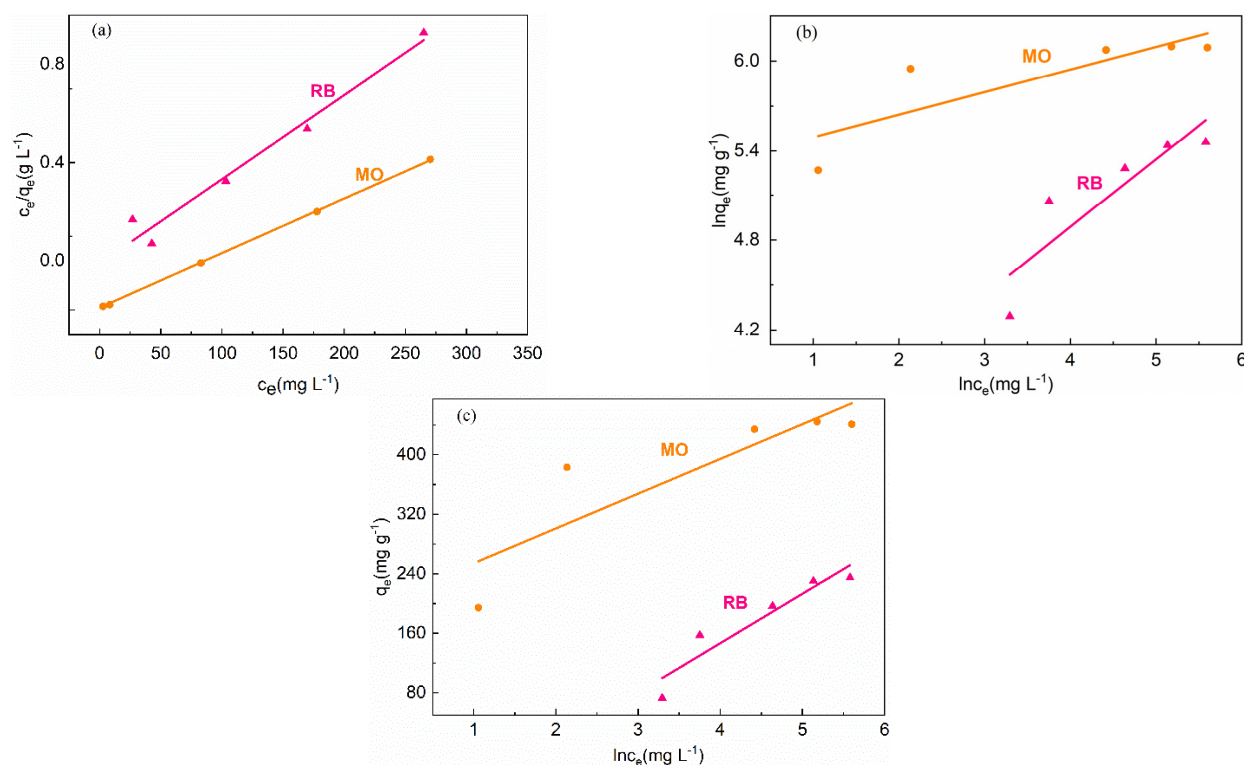 (a)
0.8
0.4
0.0
c_e/q_e(g L⁻¹)
RB
MO
0 50 100 150 200 250 300 350
c_e(mg L⁻¹)
(b)
6.0
5.4
4.8
4.2
lnq_e(mg g⁻¹)
MO
RB
1 2 3 4 5 6
lnc_e(mg L⁻¹)
(c)
400
320
240
160
80
q_e(mg g⁻¹)
MO
RB
1 2 3 4 5 6
lnc_e(mg L⁻¹)